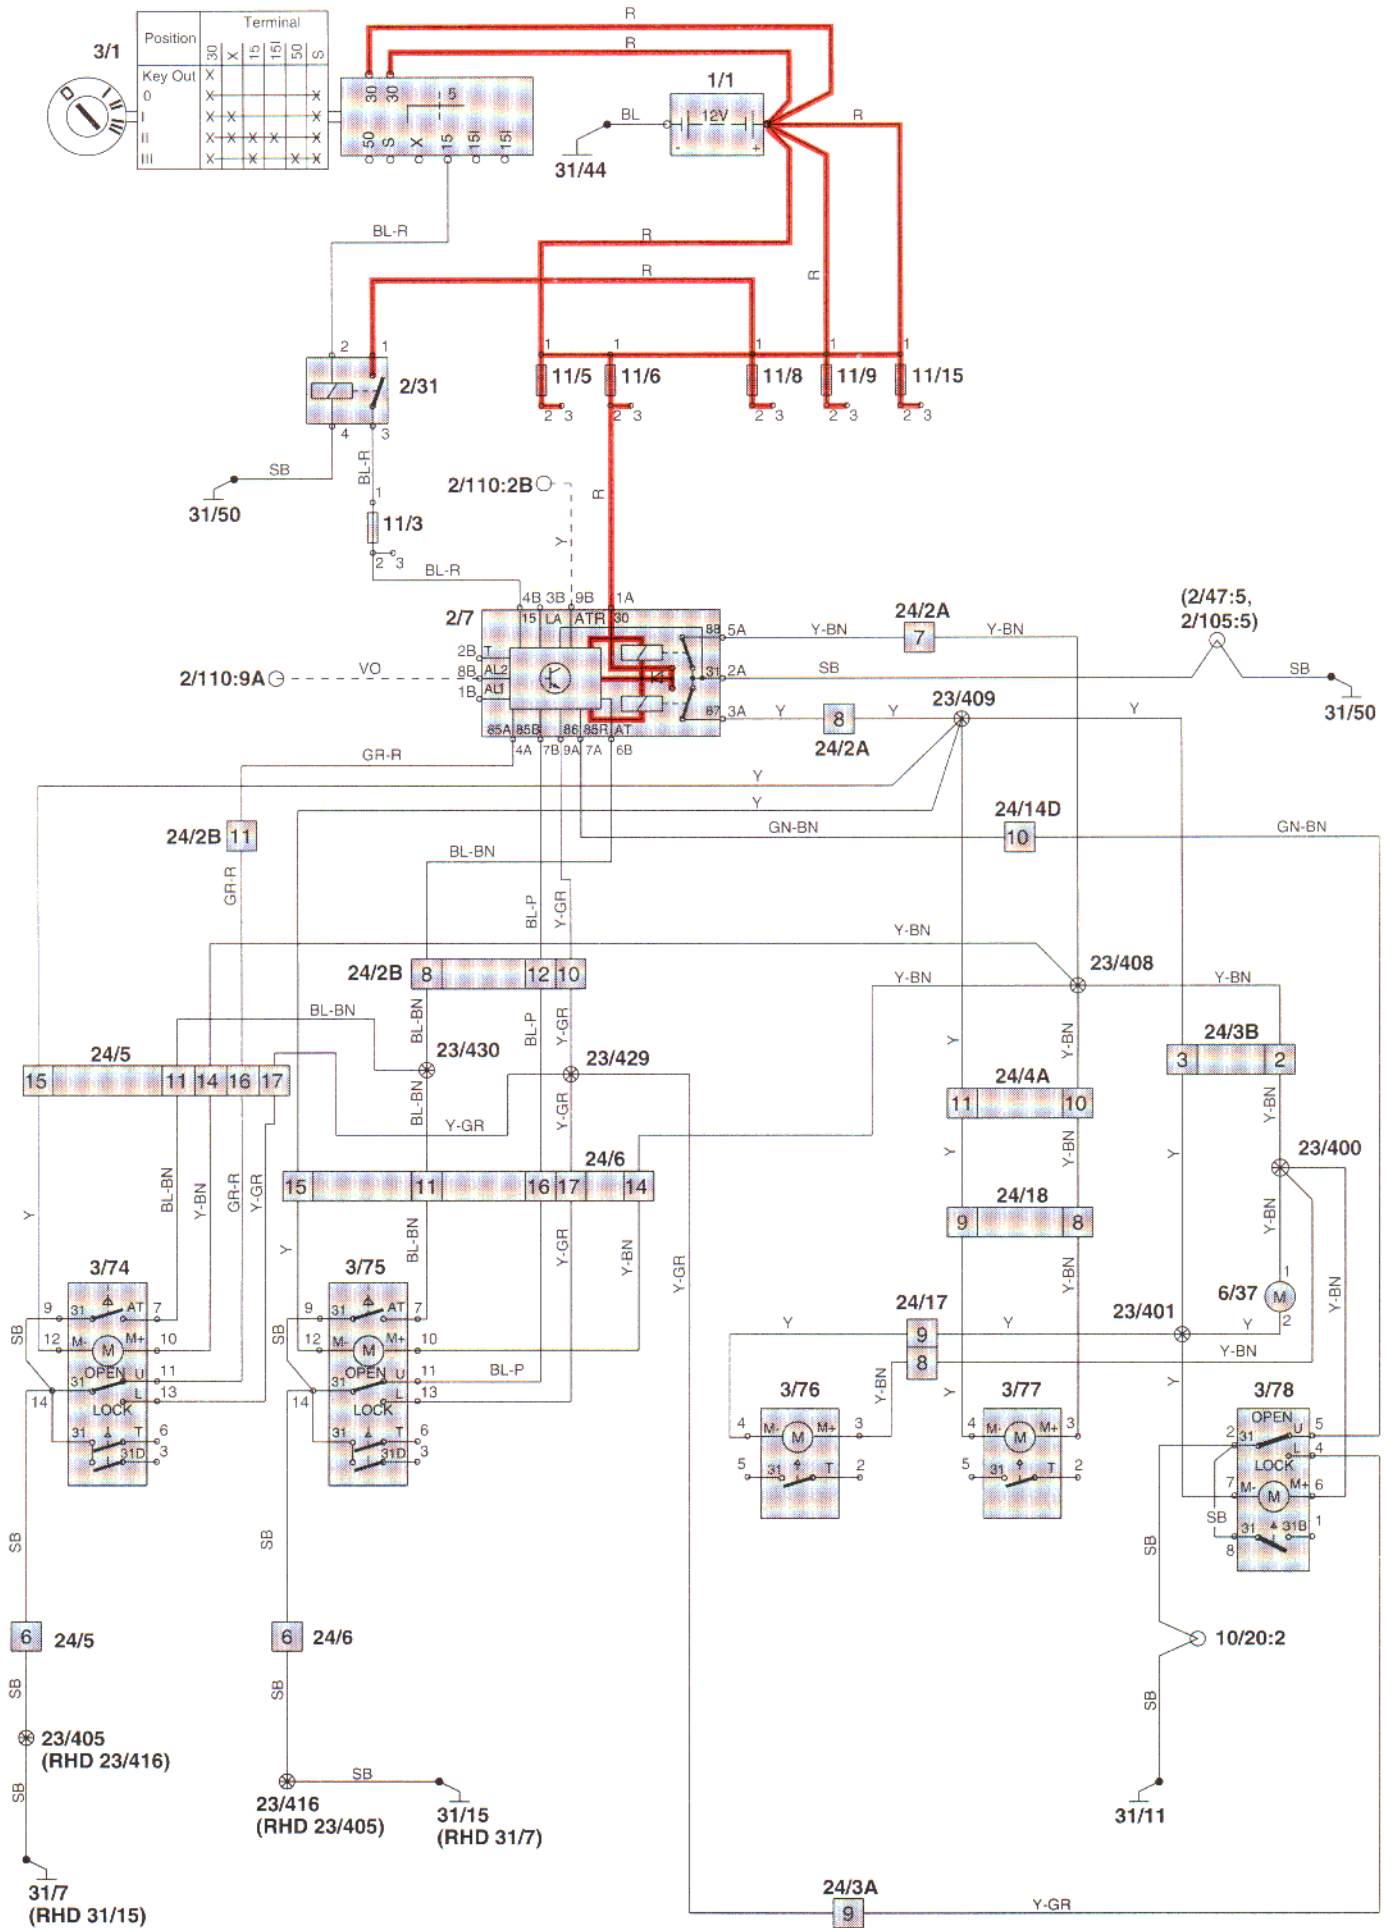 3/1
Position
Terminal
30 X 15 15I 50 S
Key Out X
0 X X
I X X X
II X X X X X
III X X X X
0 I II III
R
R
30 30
5
50 S X 15 15I 15I
1/1
12V
- +
BL
31/44
R
BL-R
R
R
R
2 1
2/31
4 3
SB
31/50
BL-R
1
11/3
2 3
BL-R
1 1 1 1 1
11/5 11/6 11/8 11/9 11/15
2 3 2 3 2 3 2 3 2 3
2/110:2B
Y
R
2/7
4B 3B 9B 1A
15 LA ATR 30
2B T
8B AL2
1B AL1
2/110:9A
VO
88 5A
31 2A
87 3A
85A 85B 86 85R AT
4A 7B 9A 7A 6B
Y-BN
24/2A
7
Y-BN
(2/47:5,
2/105:5)
SB
SB
31/50
Y
8
24/2A
Y
23/409
Y
GR-R
Y
Y
24/2B 11
GN-BN
24/14D
10
GN-BN
BL-BN
GR-R
BL-P
Y-GR
Y-BN
24/2B
8 12 10
23/408
Y-BN
Y-BN
BL-BN
BL-BN
BL-P
Y-GR
23/430
23/429
Y
Y-BN
24/3B
3 2
24/5
15 11 14 16 17
BL-BN
Y-GR
Y-GR
24/4A
11 10
Y-BN
24/6
15 11 16 17 14
Y
Y-BN
Y
23/400
24/18
9 8
Y
BL-BN
Y-BN
GR-R
Y-GR
Y
BL-BN
Y-GR
Y-BN
Y-GR
Y-BN
Y-BN
Y-BN
3/74
9 31 AT 7
12 M- M M+ 10
OPEN U 11
31 L 13
14 LOCK
31 T 6
31D 3
SB
3/75
9 31 AT 7
12 M- M M+ 10
OPEN U 11
31 L 13
14 LOCK
31 T 6
31D 3
SB
BL-P
6/37
1
M
2
23/401
24/17
9
8
Y
Y
Y
Y-BN
Y-BN
Y
Y
3/76
4 M- M M+ 3
5 31 T 2
3/77
4 M- M M+ 3
5 31 T 2
3/78
OPEN
2 31 U 5
L 4
LOCK
7 M- M M+ 6
SB
8 31 31B 1
SB
SB
SB
6 24/5
6 24/6
10/20:2
SB
SB
SB
23/405
(RHD 23/416)
SB
SB
23/416
(RHD 23/405)
31/15
(RHD 31/7)
31/11
31/7
(RHD 31/15)
24/3A
9
Y-GR